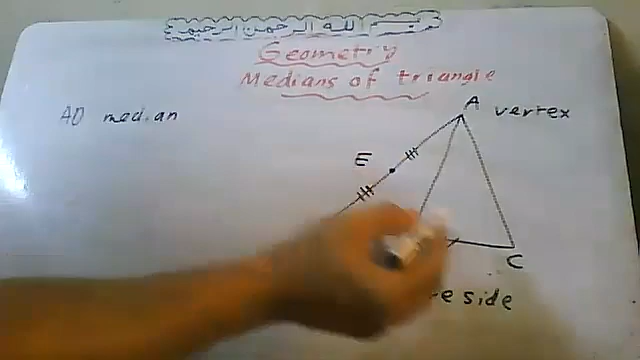 بسم الله الرحمن الرحيم
Geometry
Medians of triangle
AD median
A vertex
E
C
side